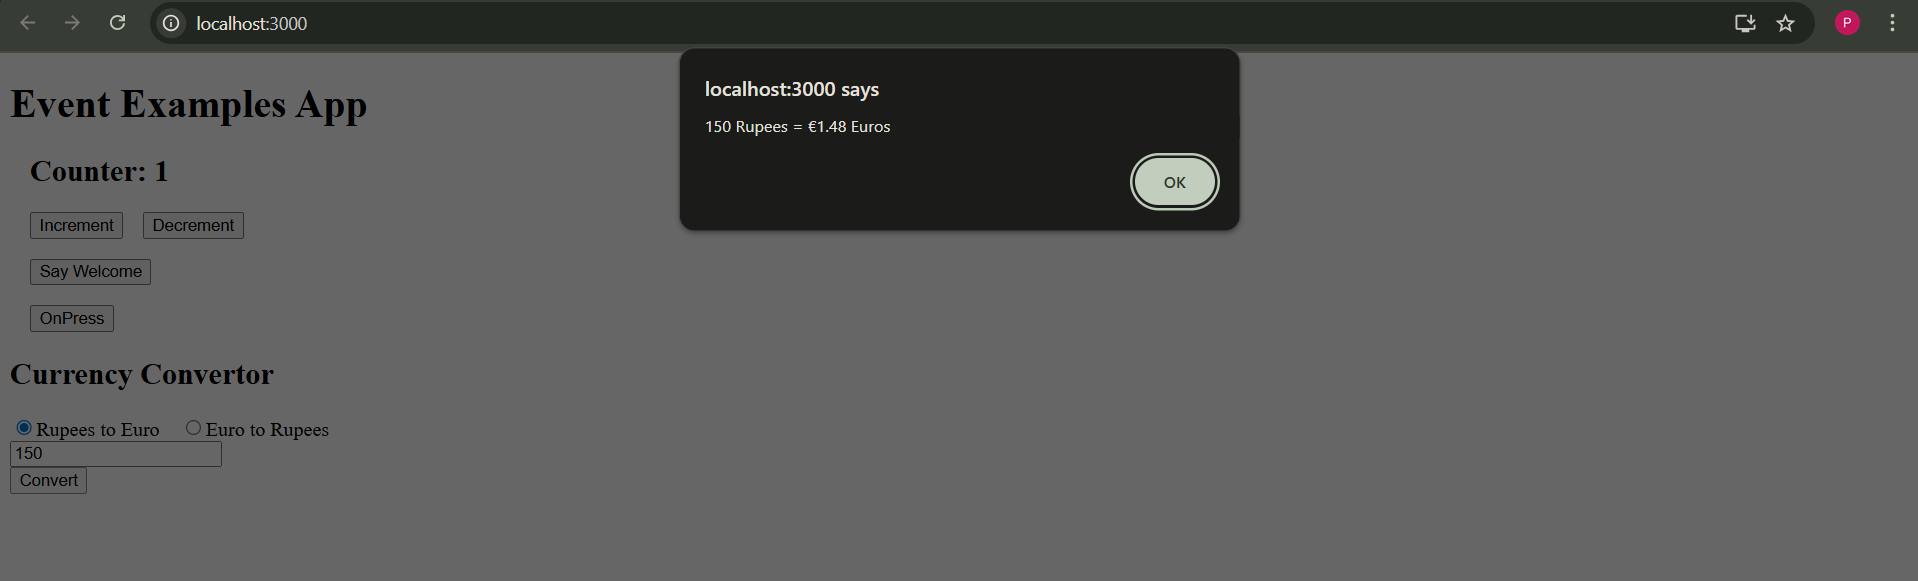 localhost:3000
P
localhost:3000 says
150 Rupees = €1.48 Euros
OK
Event Examples App
Counter: 1
Increment Decrement
Say Welcome
OnPress
Currency Convertor
Rupees to Euro Euro to Rupees
150
Convert